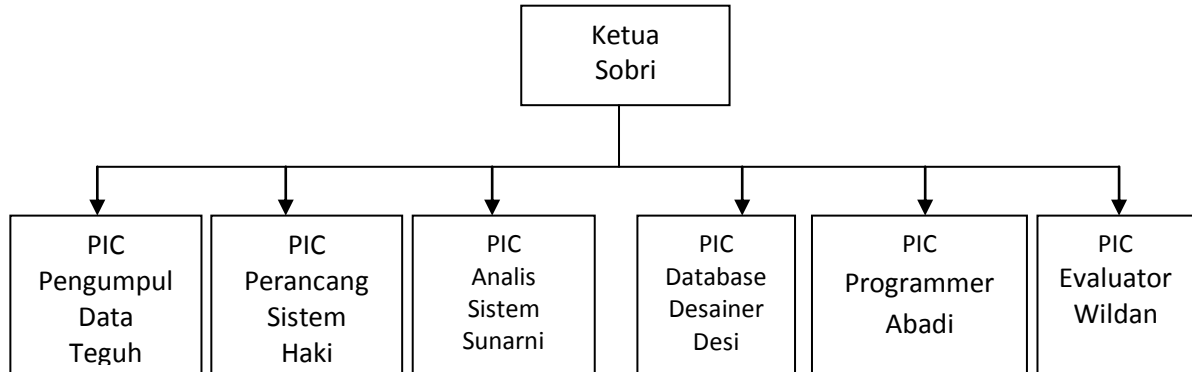 Ketua
Sobri
PIC
Pengumpul
Data
Teguh
PIC
Perancang
Sistem
Haki
PIC
Analis
Sistem
Sunarni
PIC
Database
Desainer
Desi
PIC
Programmer
Abadi
PIC
Evaluator
Wildan